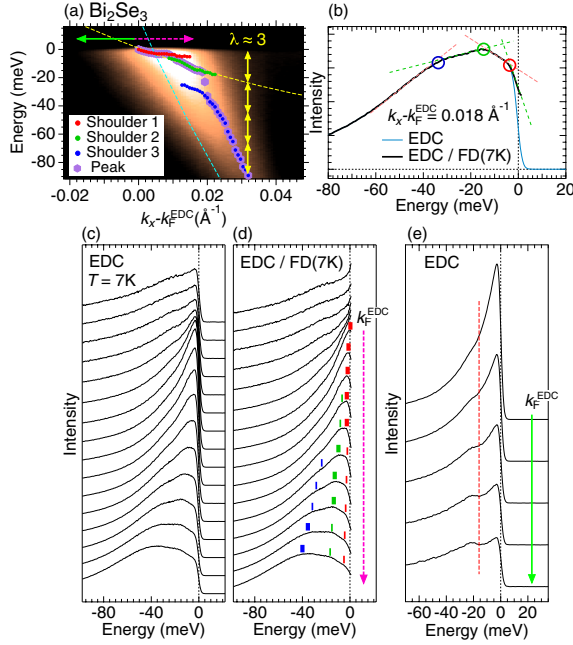 (a) Bi2Se3
Energy (meV)
0
-20
-40
-60
-80
λ ≈ 3
Shoulder 1
Shoulder 2
Shoulder 3
Peak
-0.02 0.00 0.02 0.04
kx-kF^EDC(Å^-1)
(b)
Intensity
kx-kF^EDC = 0.018 Å^-1
EDC
EDC / FD(7K)
-80 -60 -40 -20 0 20
Energy (meV)
(c)
EDC
T = 7K
Intensity
-80 -40 0
Energy (meV)
(d)
EDC / FD(7K)
kF^EDC
-80 -40 0
Energy (meV)
(e)
EDC
Intensity
kF^EDC
-60 -40 -20 0 20
Energy (meV)